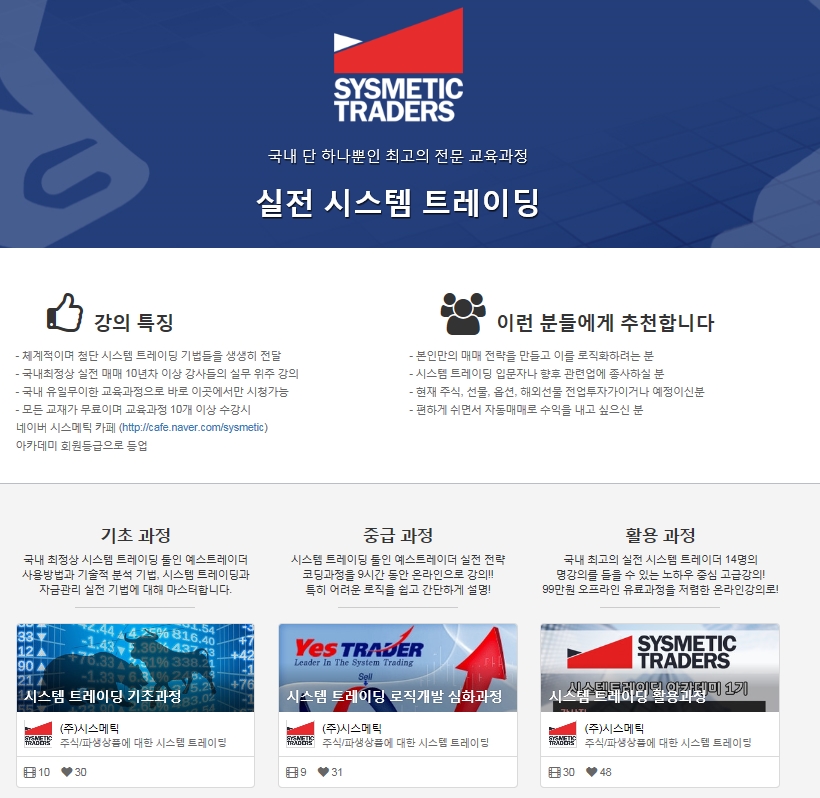 SYSMETIC
TRADERS
국내 단 하나뿐인 최고의 전문 교육과정
실전 시스템 트레이딩
강의 특징
- 체계적이며 첨단 시스템 트레이딩 기법들을 생생히 전달
- 국내최정상 실전 매매 10년차 이상 강사들의 실무 위주 강의
- 국내 유일무이한 교육과정으로 바로 이곳에서만 시청가능
- 모든 교재가 무료이며 교육과정 10개 이상 수강시
네이버 시스메틱 카페 (http://cafe.naver.com/sysmetic)
아카데미 회원등급으로 등업
이런 분들에게 추천합니다
- 본인만의 매매 전략을 만들고 이를 로직화하려는 분
- 시스템 트레이딩 입문자나 향후 관련업에 종사하실 분
- 현재 주식, 선물, 옵션, 해외선물 전업투자가이거나 예정이신분
- 편하게 쉬면서 자동매매로 수익을 내고 싶으신 분
기초 과정
국내 최정상 시스템 트레이딩 툴인 예스트레이더
사용방법과 기술적 분석 기법, 시스템 트레이딩과
자금관리 실전 기법에 대해 마스터합니다.
시스템 트레이딩 기초과정
(주)시스메틱
주식/파생상품에 대한 시스템 트레이딩
10 30
중급 과정
시스템 트레이딩 툴인 예스트레이더 실전 전략
코딩과정을 9시간 동안 온라인으로 강의!!
특히 어려운 로직을 쉽고 간단하게 설명!
YesTRADER
Leader In The System Trading
Sell
시스템 트레이딩 로직개발 심화과정
(주)시스메틱
주식/파생상품에 대한 시스템 트레이딩
9 31
활용 과정
국내 최고의 실전 시스템 트레이더 14명의
명강의를 들을 수 있는 노하우 중심 고급강의!
99만원 오프라인 유료과정을 저렴한 온라인강의로!
SYSMETIC
TRADERS
시스템트레이딩 아카데미 1기
시스템 트레이딩 활용과정
(주)시스메틱
주식/파생상품에 대한 시스템 트레이딩
30 48